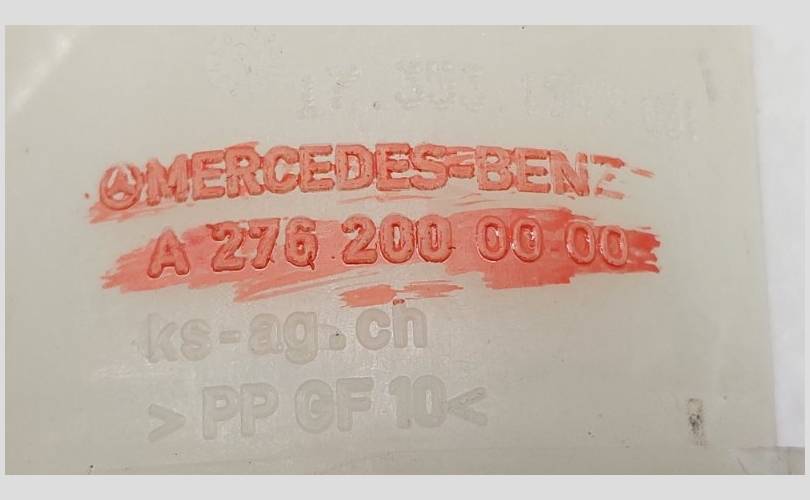 MERCEDES-BENZ
A 276 200 00 00
ks-ag.ch
> PP GF 10<